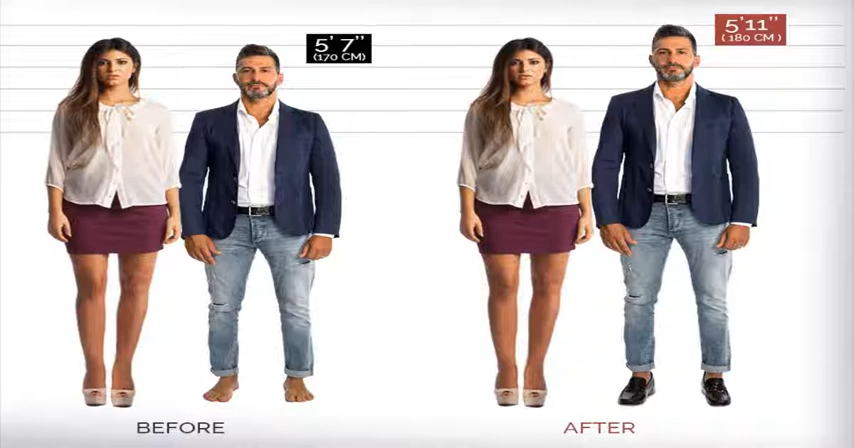 5' 7''
(170 CM)
5'11''
( 180 CM )
BEFORE
AFTER